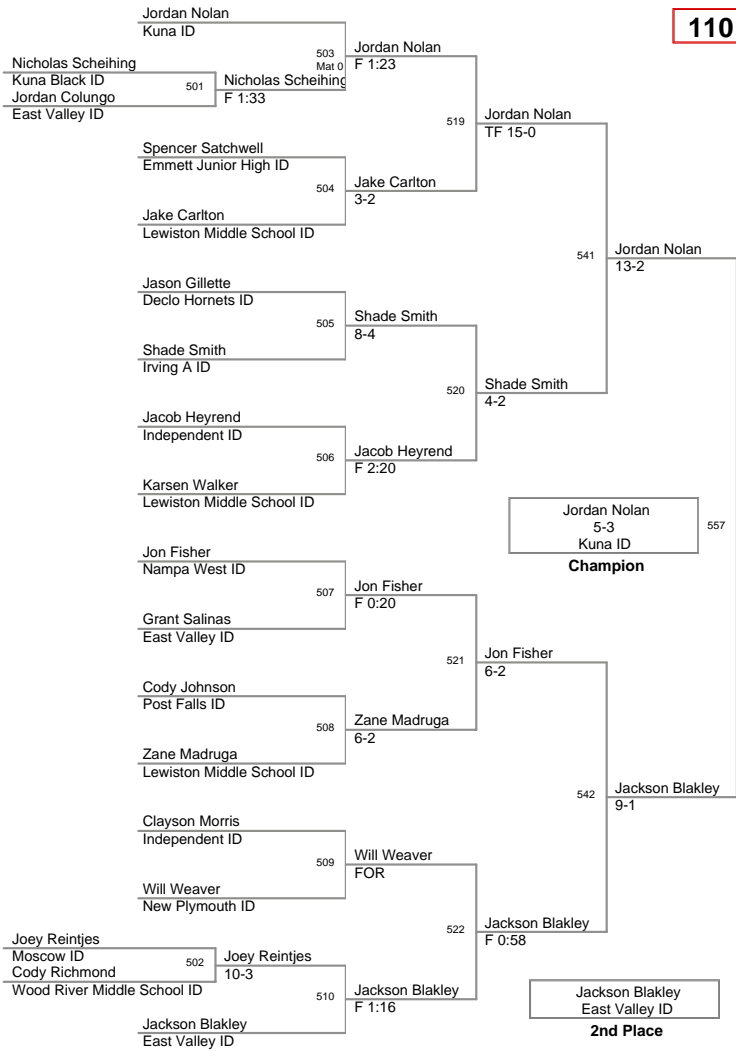 Jordan Nolan
Kuna ID
110
503
Mat 0
Jordan Nolan
F 1:23
Nicholas Scheihing
Kuna Black ID
501
Nicholas Scheihing
F 1:33
Jordan Colungo
East Valley ID
519
Jordan Nolan
TF 15-0
Spencer Satchwell
Emmett Junior High ID
504
Jake Carlton
3-2
Jake Carlton
Lewiston Middle School ID
541
Jordan Nolan
13-2
Jason Gillette
Declo Hornets ID
505
Shade Smith
8-4
Shade Smith
Irving A ID
520
Shade Smith
4-2
Jacob Heyrend
Independent ID
506
Jacob Heyrend
F 2:20
Karsen Walker
Lewiston Middle School ID
Jordan Nolan
5-3
Kuna ID
557
Champion
Jon Fisher
Nampa West ID
507
Jon Fisher
F 0:20
Grant Salinas
East Valley ID
521
Jon Fisher
6-2
Cody Johnson
Post Falls ID
508
Zane Madruga
6-2
Zane Madruga
Lewiston Middle School ID
542
Jackson Blakley
9-1
Clayson Morris
Independent ID
509
Will Weaver
FOR
Will Weaver
New Plymouth ID
522
Jackson Blakley
F 0:58
Joey Reintjes
Moscow ID
502
Joey Reintjes
10-3
Cody Richmond
Wood River Middle School ID
510
Jackson Blakley
F 1:16
Jackson Blakley
East Valley ID
Jackson Blakley
East Valley ID
2nd Place